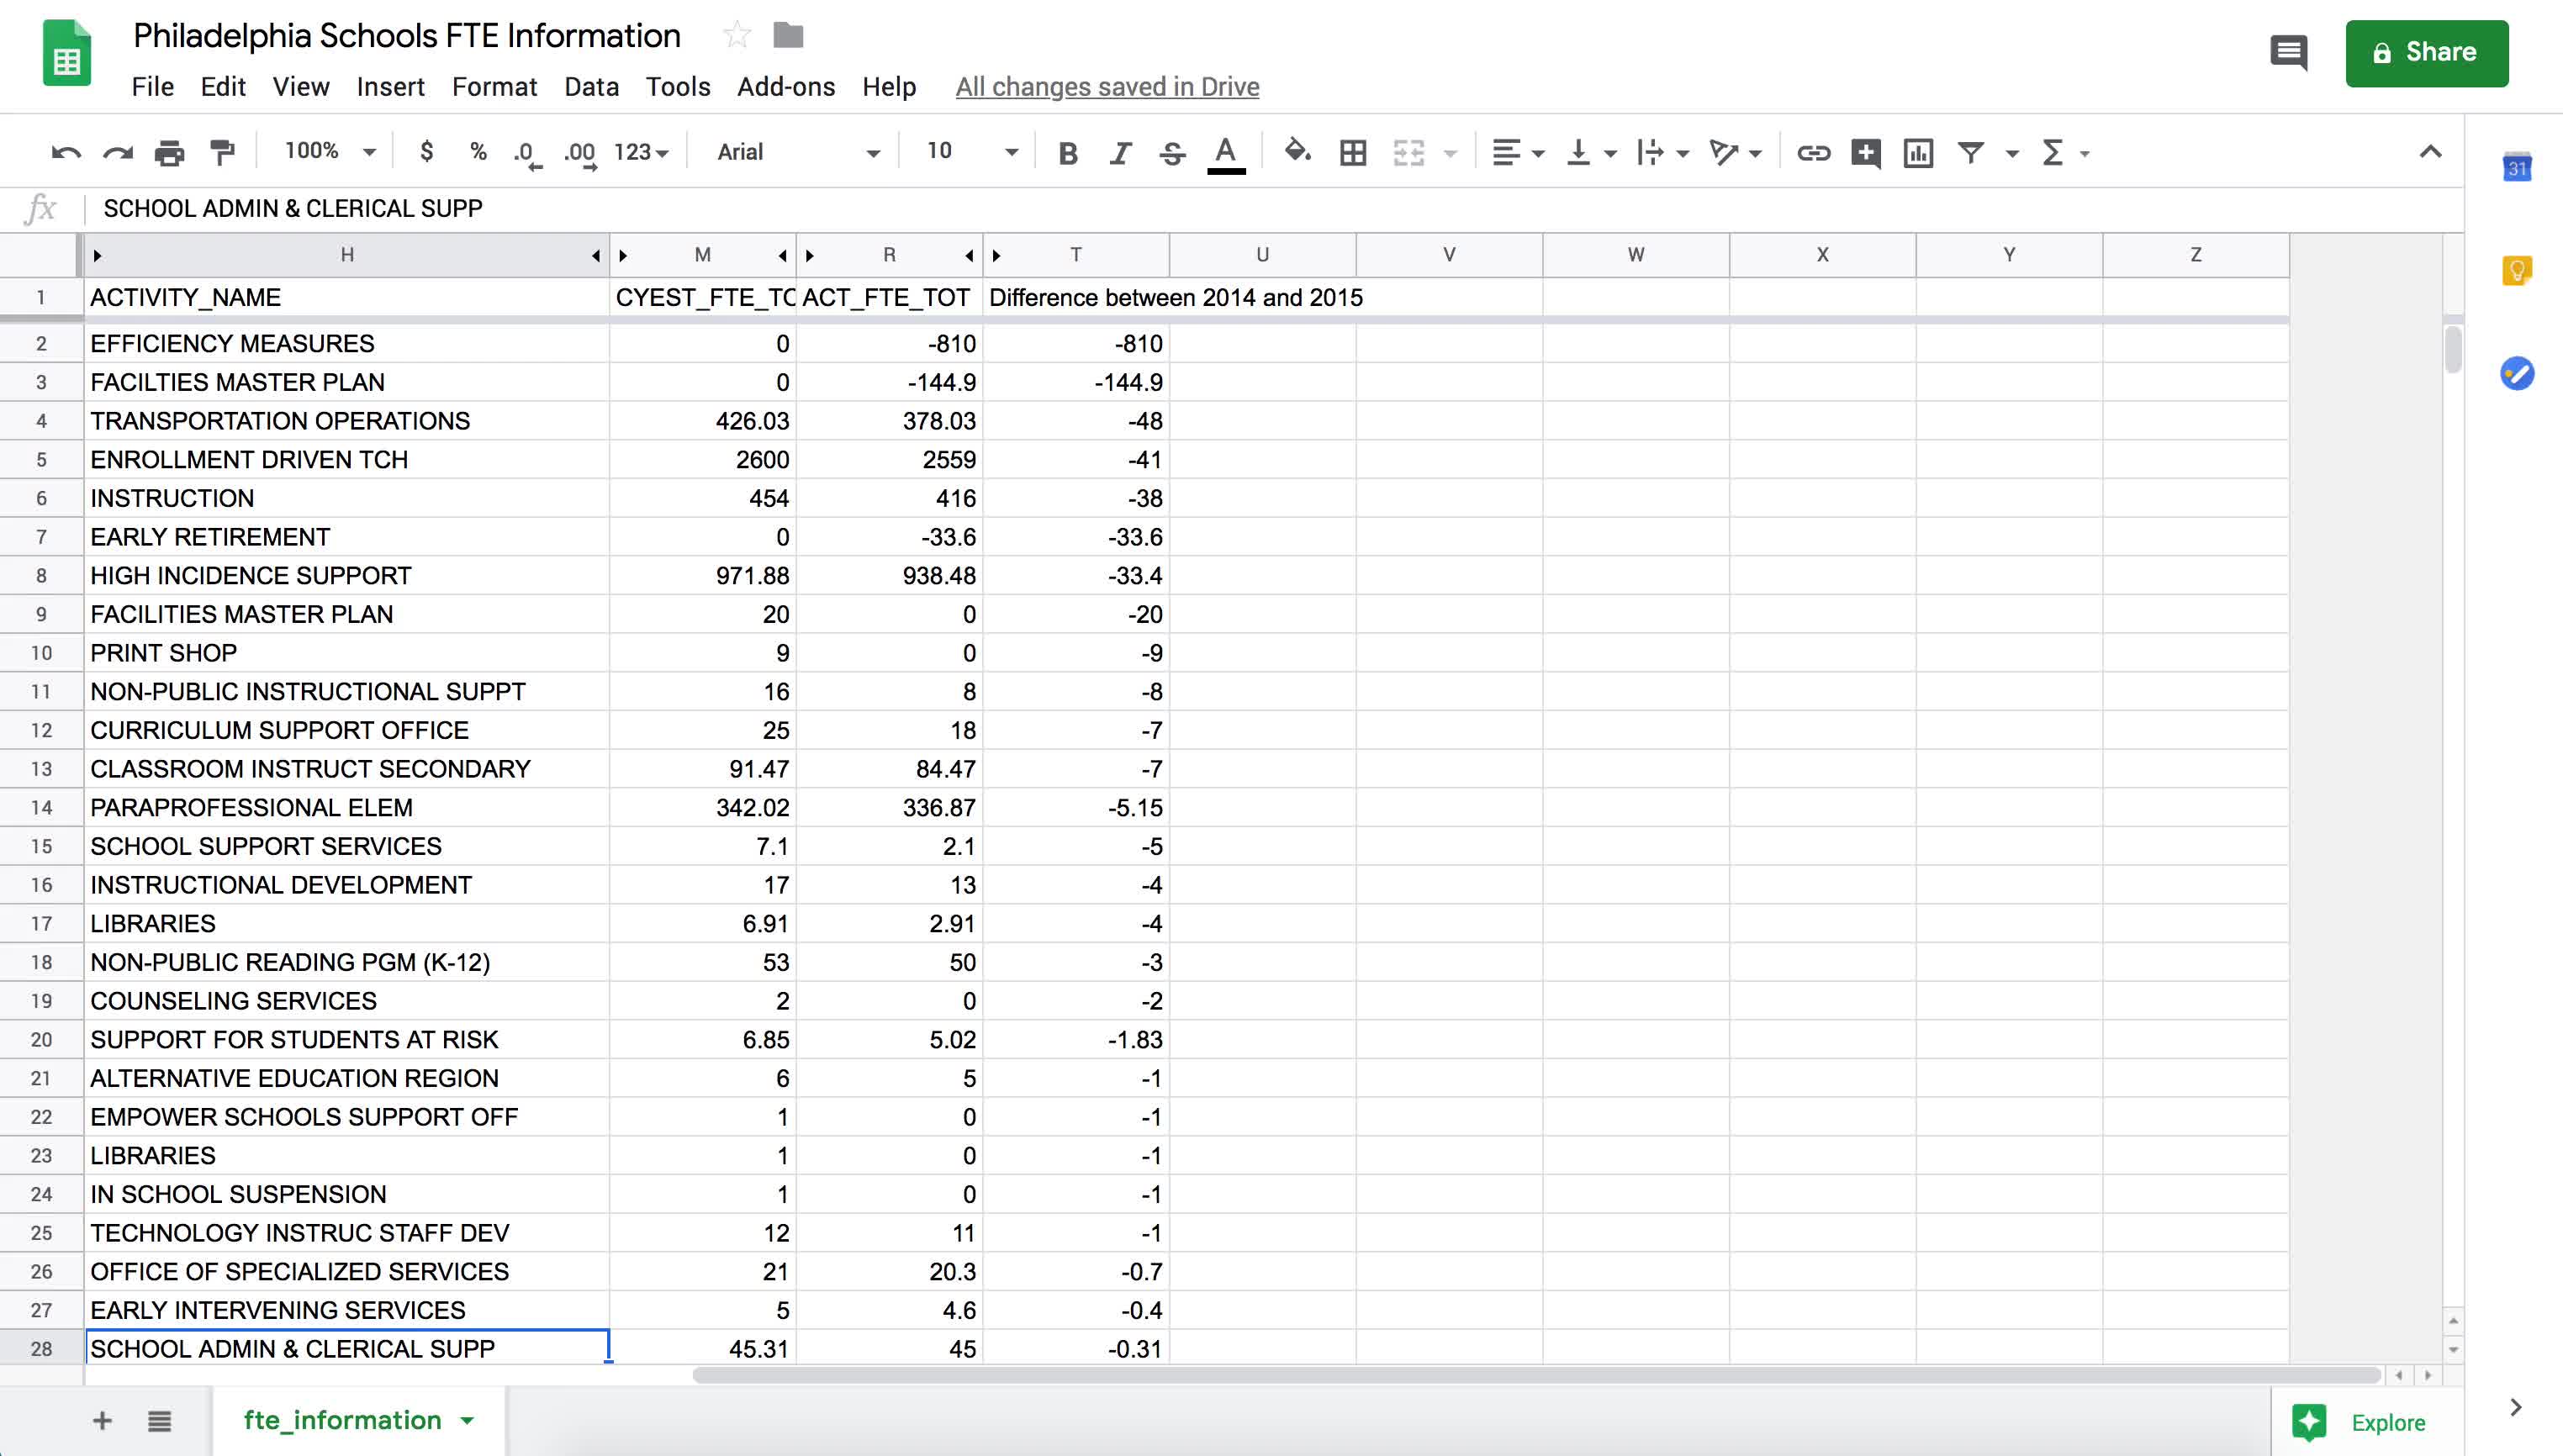 Philadelphia Schools FTE Information
Share
File Edit View Insert Format Data Tools Add-ons Help All changes saved in Drive
100% $ % .0 .00 123 Arial 10 B I S A Σ
31
fx SCHOOL ADMIN & CLERICAL SUPP
H M R T U V W X Y Z
1 ACTIVITY_NAME CYEST_FTE_TO ACT_FTE_TOT Difference between 2014 and 2015
2 EFFICIENCY MEASURES 0 -810 -810
3 FACILTIES MASTER PLAN 0 -144.9 -144.9
4 TRANSPORTATION OPERATIONS 426.03 378.03 -48
5 ENROLLMENT DRIVEN TCH 2600 2559 -41
6 INSTRUCTION 454 416 -38
7 EARLY RETIREMENT 0 -33.6 -33.6
8 HIGH INCIDENCE SUPPORT 971.88 938.48 -33.4
9 FACILITIES MASTER PLAN 20 0 -20
10 PRINT SHOP 9 0 -9
11 NON-PUBLIC INSTRUCTIONAL SUPPT 16 8 -8
12 CURRICULUM SUPPORT OFFICE 25 18 -7
13 CLASSROOM INSTRUCT SECONDARY 91.47 84.47 -7
14 PARAPROFESSIONAL ELEM 342.02 336.87 -5.15
15 SCHOOL SUPPORT SERVICES 7.1 2.1 -5
16 INSTRUCTIONAL DEVELOPMENT 17 13 -4
17 LIBRARIES 6.91 2.91 -4
18 NON-PUBLIC READING PGM (K-12) 53 50 -3
19 COUNSELING SERVICES 2 0 -2
20 SUPPORT FOR STUDENTS AT RISK 6.85 5.02 -1.83
21 ALTERNATIVE EDUCATION REGION 6 5 -1
22 EMPOWER SCHOOLS SUPPORT OFF 1 0 -1
23 LIBRARIES 1 0 -1
24 IN SCHOOL SUSPENSION 1 0 -1
25 TECHNOLOGY INSTRUC STAFF DEV 12 11 -1
26 OFFICE OF SPECIALIZED SERVICES 21 20.3 -0.7
27 EARLY INTERVENING SERVICES 5 4.6 -0.4
28 SCHOOL ADMIN & CLERICAL SUPP 45.31 45 -0.31
fte_information
Explore